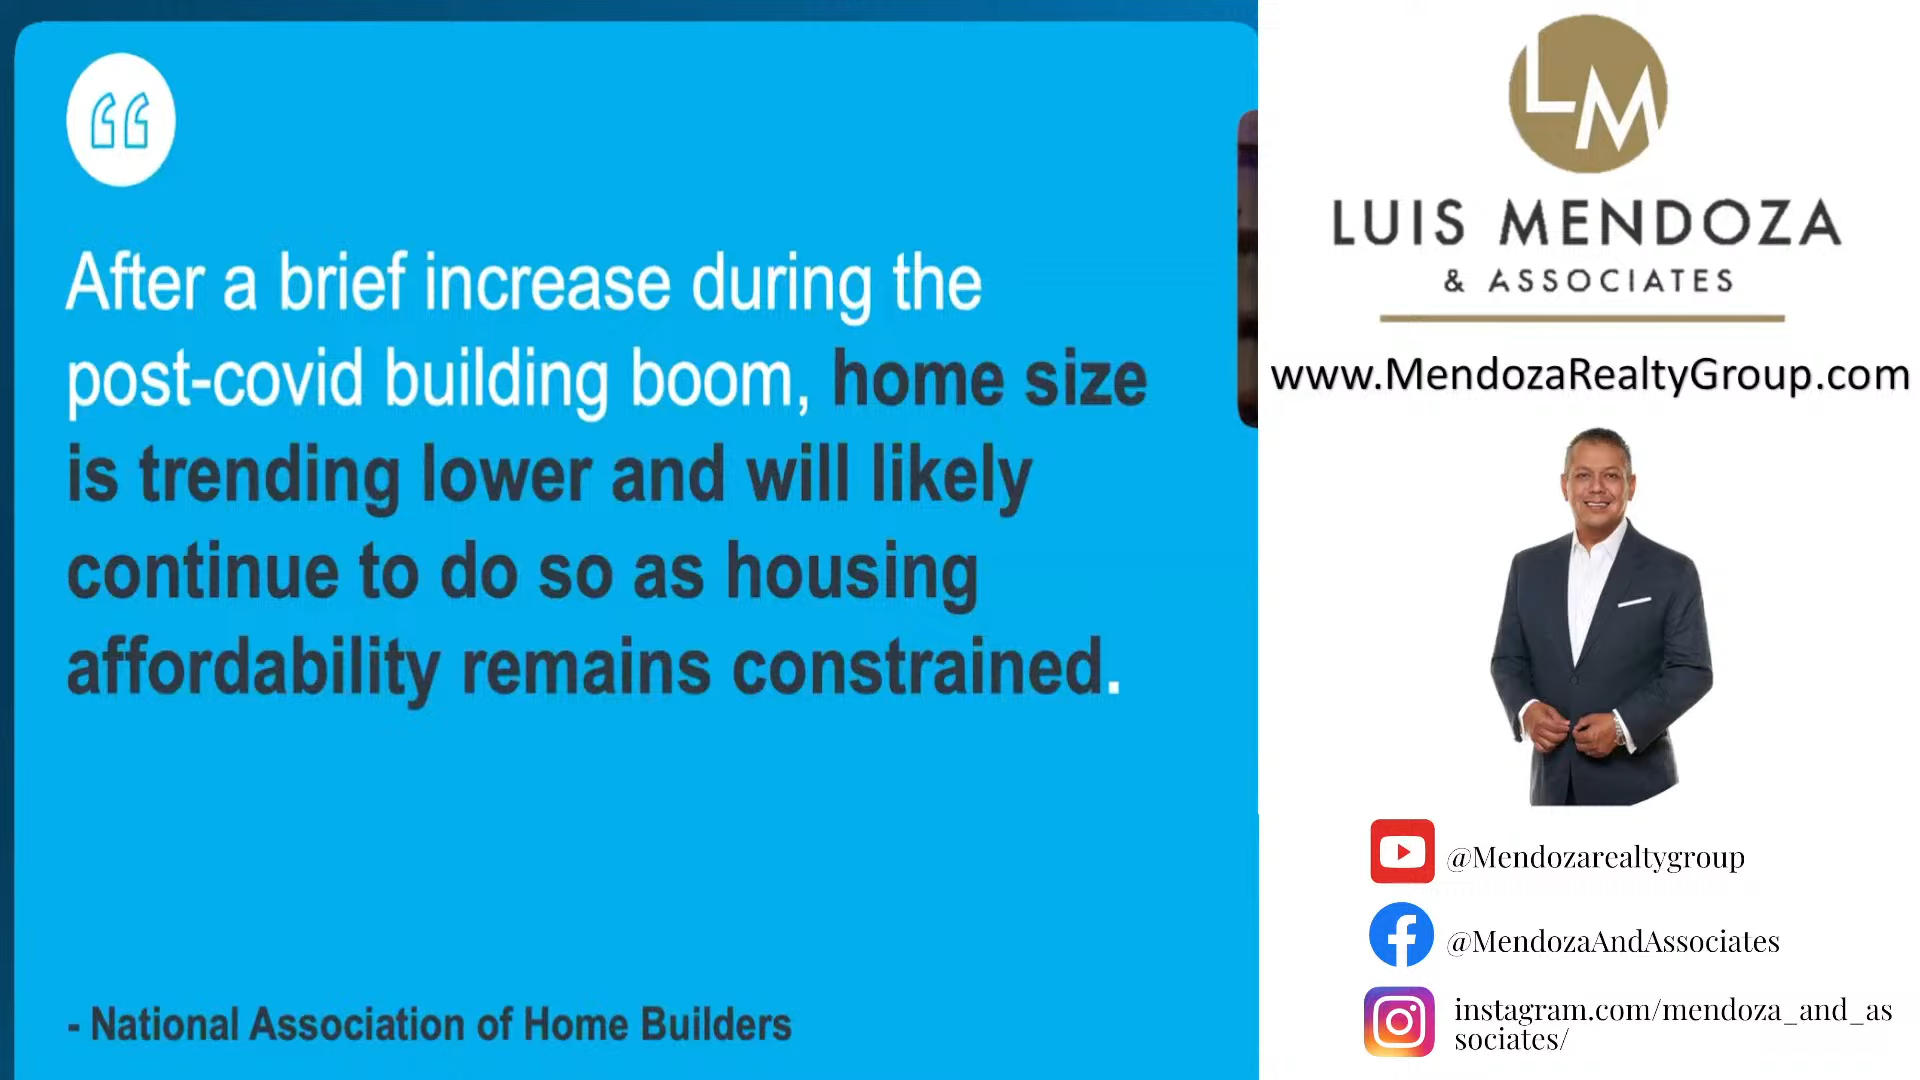 After a brief increase during the
post-covid building boom, home size
is trending lower and will likely
continue to do so as housing
affordability remains constrained.
- National Association of Home Builders
LM
LUIS MENDOZA
& ASSOCIATES
www.MendozaRealtyGroup.com
@Mendozarealtygroup
@MendozaAndAssociates
instagram.com/mendoza_and_as
sociates/